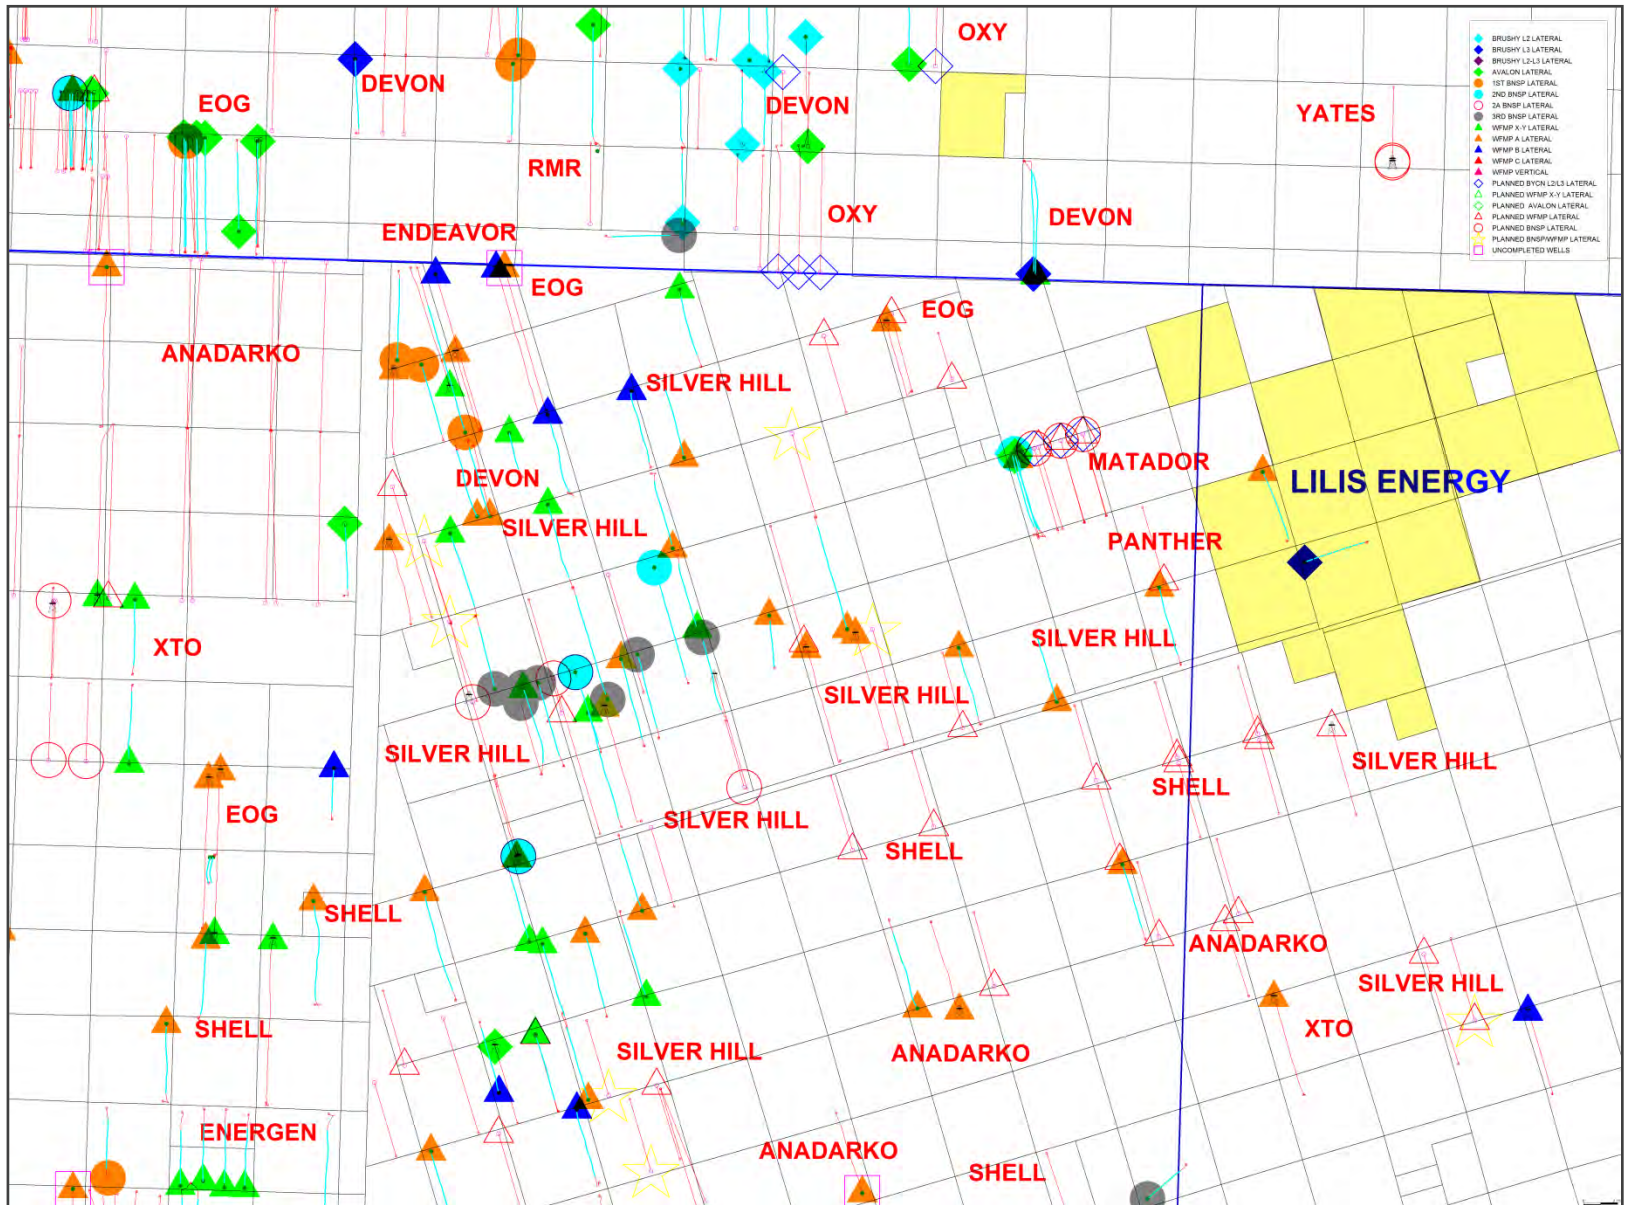 OXY
BRUSHY L2 LATERAL
BRUSHY L3 LATERAL
BRUSHY L2-L3 LATERAL
AVALON LATERAL
1ST BNSP LATERAL
2ND BNSP LATERAL
2A BNSP LATERAL
3RD BNSP LATERAL
WFMP X-Y LATERAL
WFMP A LATERAL
WFMP B LATERAL
WFMP C LATERAL
WFMP VERTICAL
PLANNED BYCN L2/L3 LATERAL
PLANNED WFMP X-Y LATERAL
PLANNED AVALON LATERAL
PLANNED WFMP LATERAL
PLANNED BNSP LATERAL
PLANNED BNSP/WFMP LATERAL
UNCOMPLETED WELLS
DEVON
EOG
DEVON
YATES
RMR
OXY
DEVON
ENDEAVOR
EOG
EOG
ANADARKO
SILVER HILL
MATADOR
DEVON
LILIS ENERGY
SILVER HILL
PANTHER
SILVER HILL
XTO
SILVER HILL
SILVER HILL
SILVER HILL
SHELL
EOG
SILVER HILL
SHELL
SHELL
ANADARKO
SILVER HILL
SHELL
XTO
SILVER HILL
ANADARKO
ENERGEN
ANADARKO
SHELL